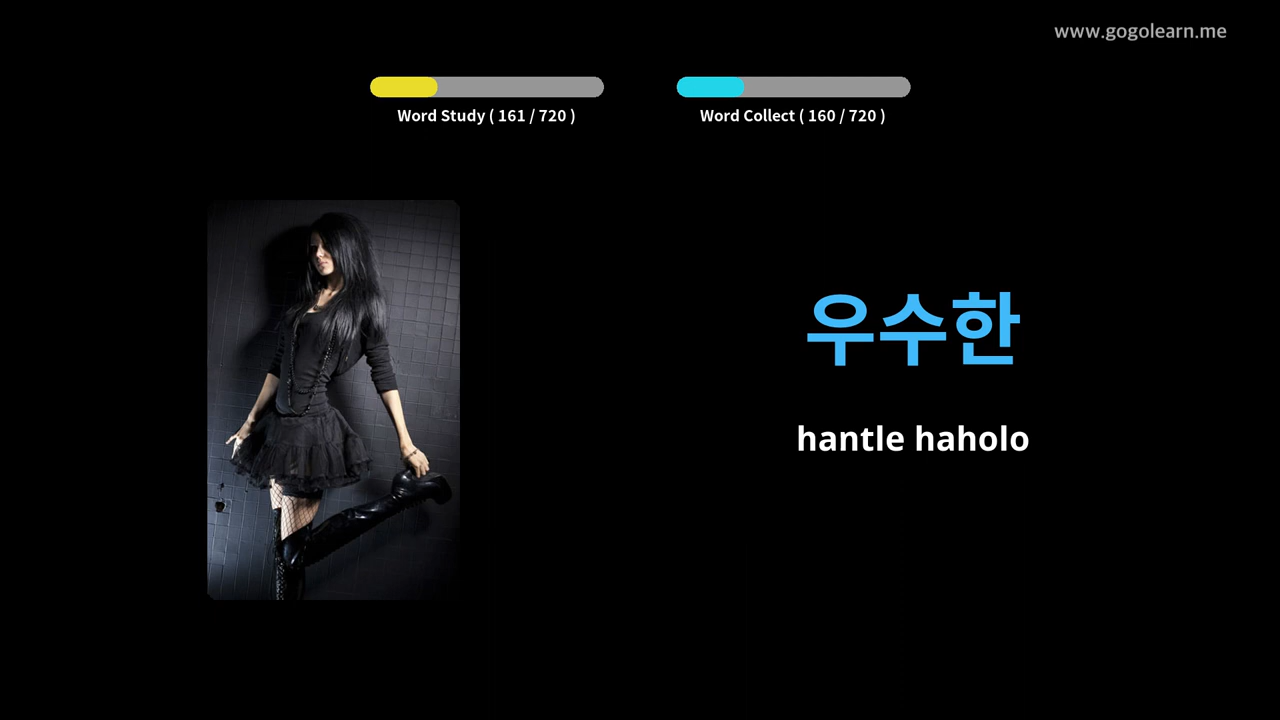 www.gogolearn.me
Word Study ( 161 / 720 )
Word Collect ( 160 / 720 )
우수한
hantle haholo